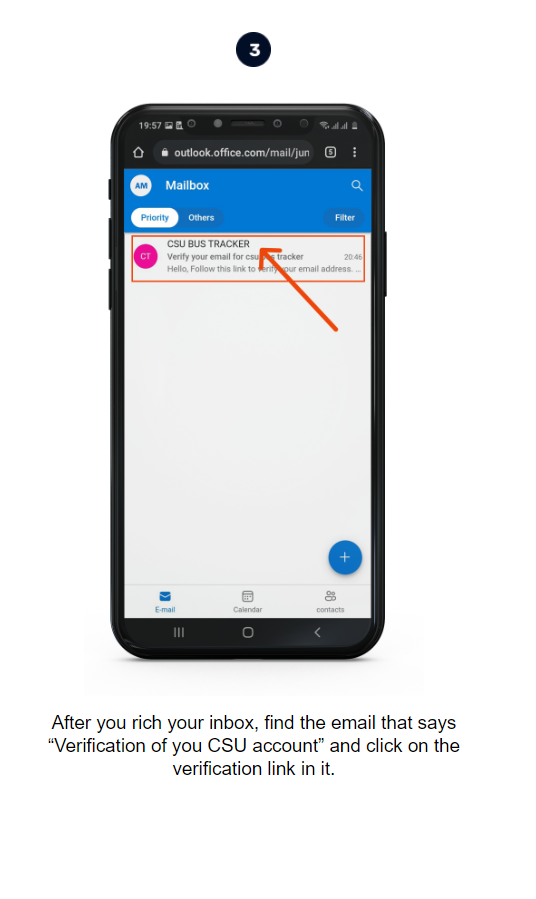 3
19:57
outlook.office.com/mail/jun
5
AM Mailbox
Priority Others Filter
CT CSU BUS TRACKER
Verify your email for csu bus tracker 20:46
Hello, Follow this link to verify your email address. ...
E-mail Calendar contacts
After you rich your inbox, find the email that says
“Verification of you CSU account” and click on the
verification link in it.